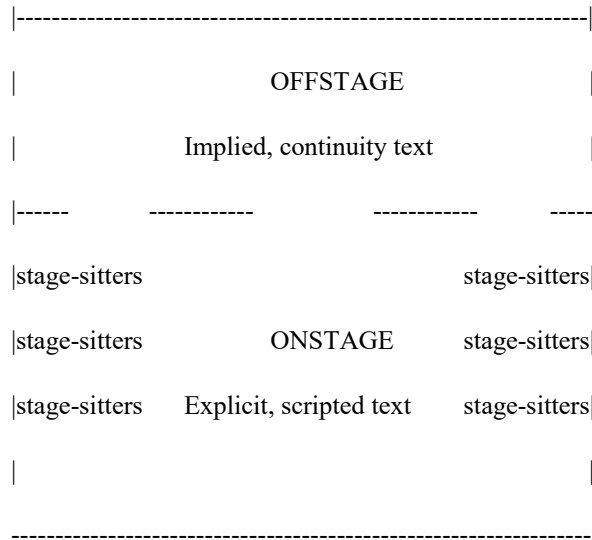 |-----------------------------------------------------------------|
| OFFSTAGE |
| Implied, continuity text |
|------ ------------ ------------ -----
|stage-sitters stage-sitters|
|stage-sitters ONSTAGE stage-sitters|
|stage-sitters Explicit, scripted text stage-sitters|
| |
------------------------------------------------------------------